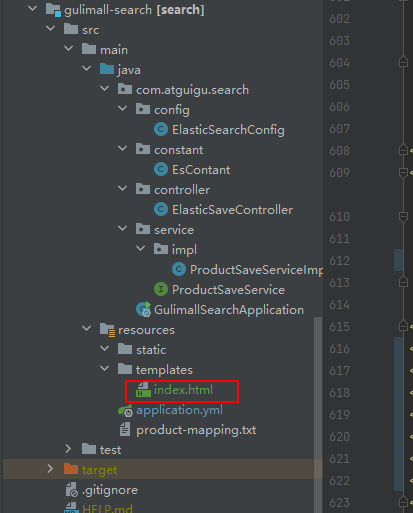 gulimall-search [search]
src
main
java
com.atguigu.search
config
ElasticSearchConfig
constant
EsContant
controller
ElasticSaveController
service
impl
ProductSaveServiceImp
ProductSaveService
GulimallSearchApplication
resources
static
templates
index.html
application.yml
product-mapping.txt
test
target
.gitignore
HELP.md
602
603
604
605
606
607
608
609
610
611
612
613
614
615
616
617
618
619
620
621
622
623